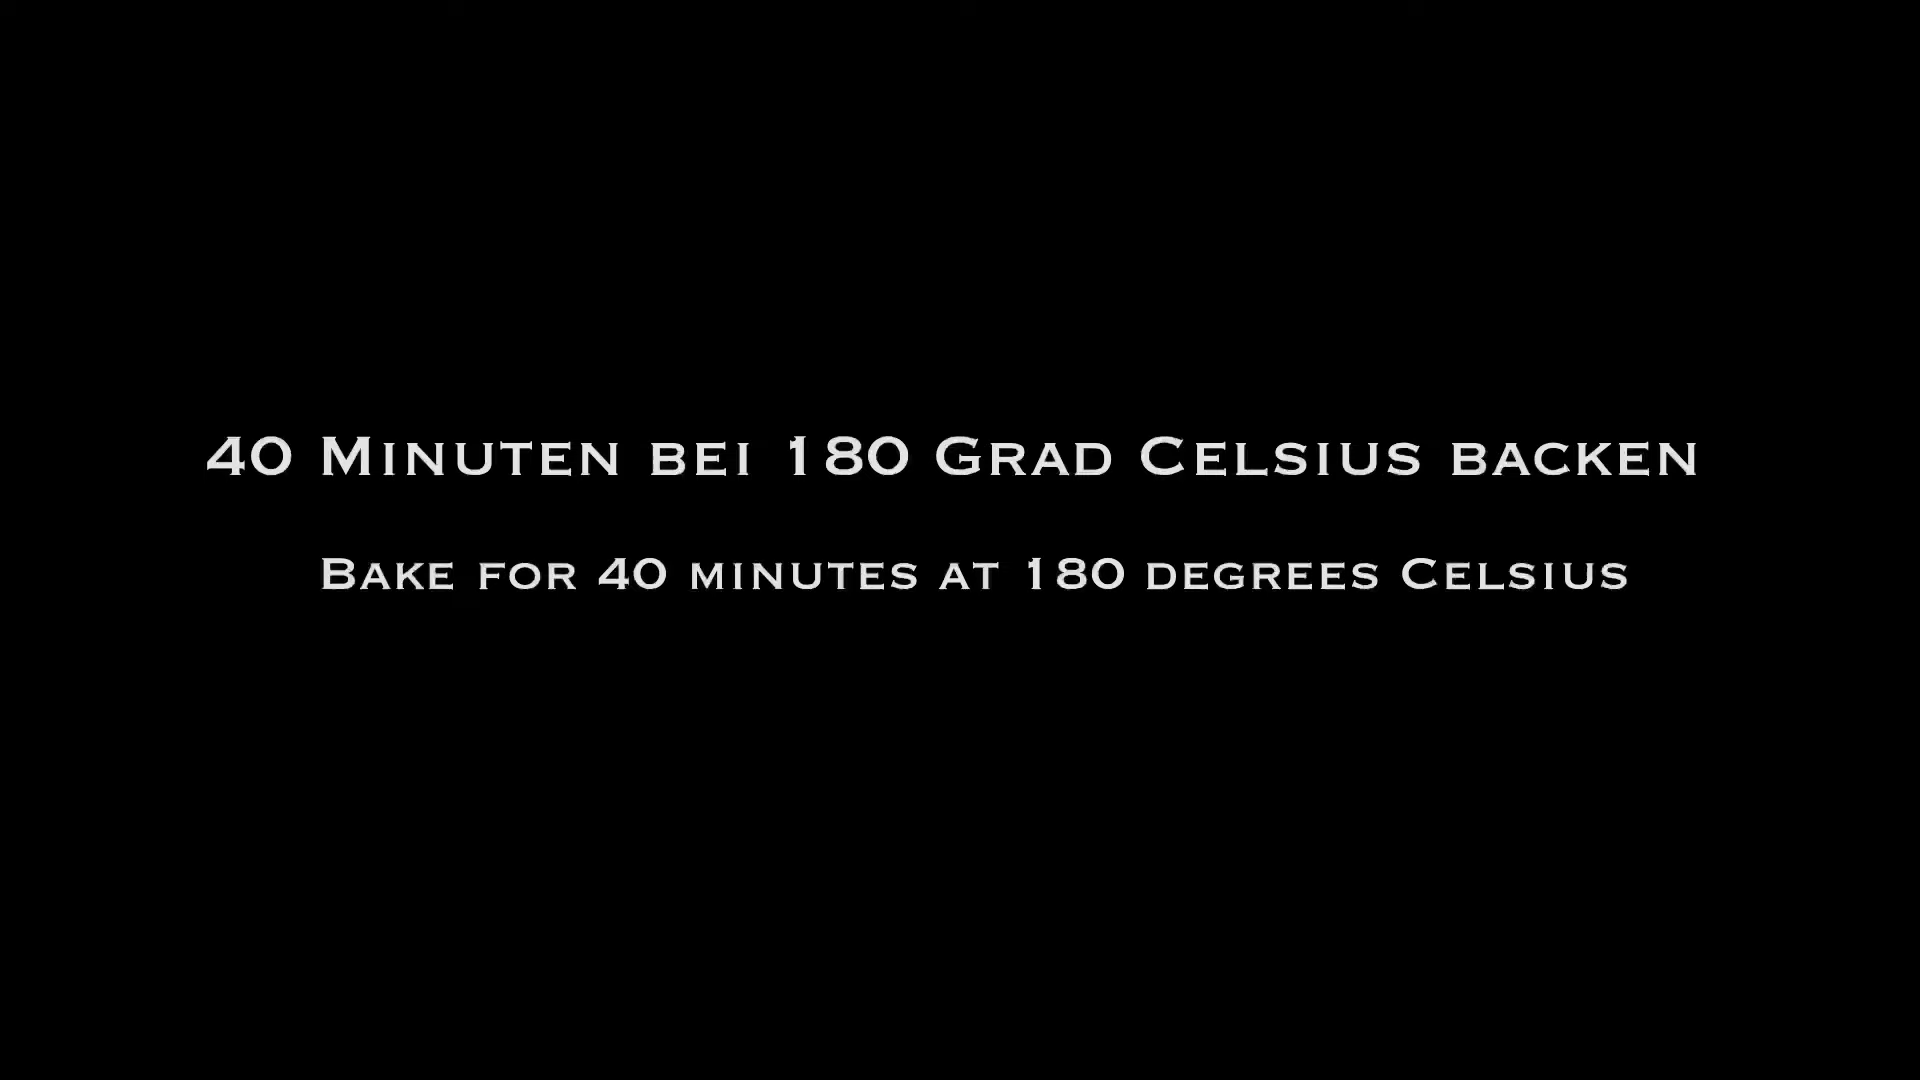 40 Minuten bei 180 Grad Celsius backen
Bake for 40 minutes at 180 degrees Celsius